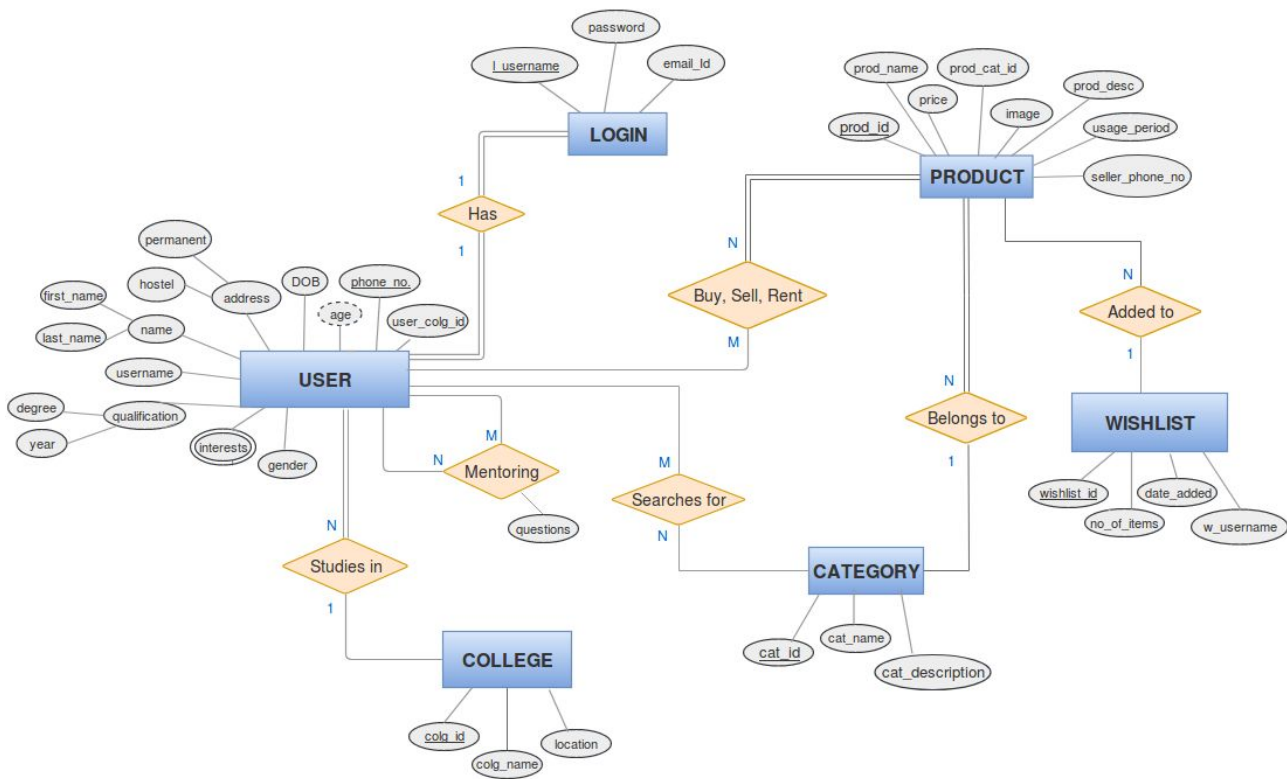 password
l_username
email_Id
LOGIN
prod_name
prod_cat_id
price
prod_desc
image
prod_id
usage_period
PRODUCT
seller_phone_no
1
Has
1
permanent
hostel
address
DOB
phone_no.
first_name
age
user_colg_id
last_name
name
username
USER
degree
qualification
year
interests
gender
N
Buy, Sell, Rent
M
N
Added to
1
WISHLIST
wishlist_id
no_of_items
date_added
w_username
M
N
Mentoring
questions
N
Belongs to
1
M
Searches for
N
CATEGORY
cat_id
cat_name
cat_description
N
Studies in
1
COLLEGE
colg_id
colg_name
location